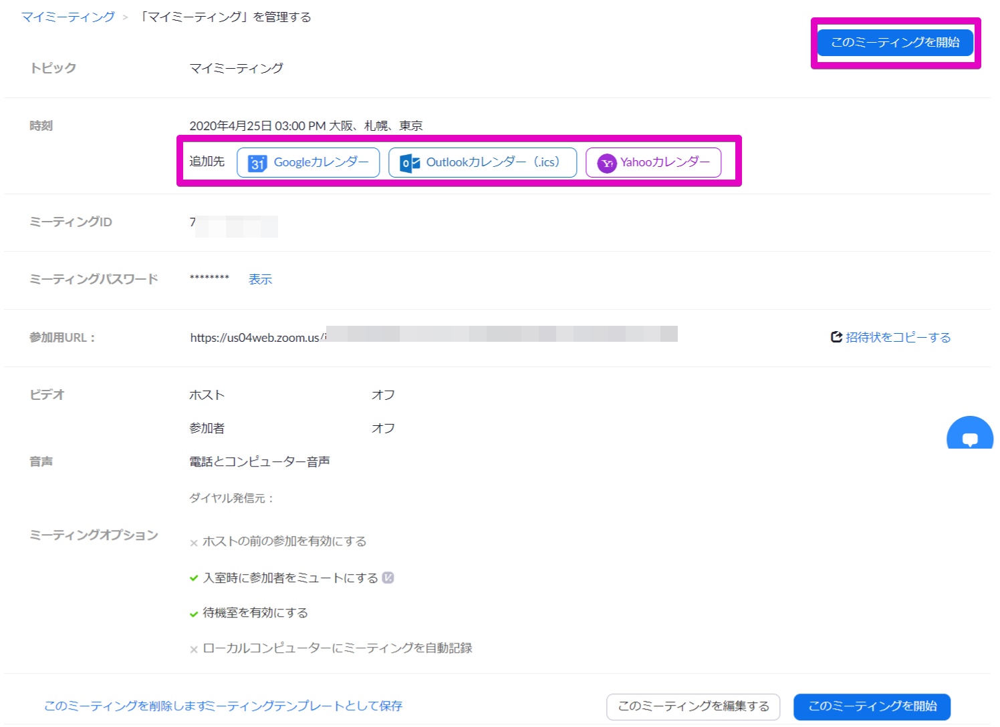 マイミーティング > 「マイミーティング」を管理する
このミーティングを開始
トピック マイミーティング
時刻 2020年4月25日 03:00 PM 大阪、札幌、東京
追加先 31 Googleカレンダー Outlookカレンダー（.ics） Yahooカレンダー
ミーティングID 7
ミーティングパスワード ******** 表示
参加用URL： https://us04web.zoom.us/ 招待状をコピーする
ビデオ ホスト オフ
参加者 オフ
音声 電話とコンピューター音声
ダイヤル発信元：
ミーティングオプション × ホストの前の参加を有効にする
✓ 入室時に参加者をミュートにする
✓ 待機室を有効にする
× ローカルコンピューターにミーティングを自動記録
このミーティングを削除します ミーティングテンプレートとして保存 このミーティングを編集する このミーティングを開始